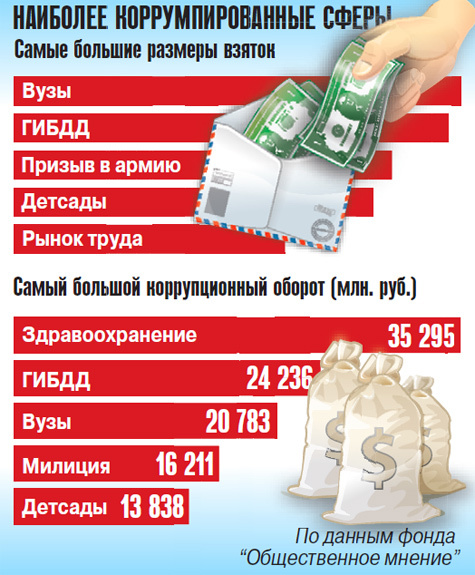 НАИБОЛЕЕ КОРРУМПИРОВАННЫЕ СФЕРЫ
Самые большие размеры взяток
Вузы
ГИБДД
Призыв в армию
Детсады
Рынок труда
Самый большой коррупционный оборот (млн. руб.)
Здравоохранение 35 295
ГИБДД 24 236
Вузы 20 783
Милиция 16 211
Детсады 13 838
$ $
По данным фонда
“Общественное мнение”